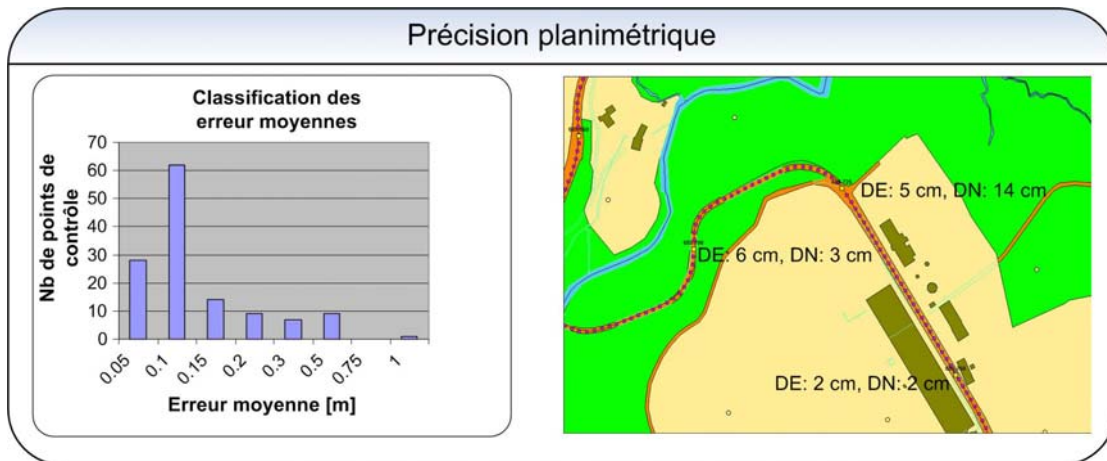 Précision planimétrique
Classification des
erreur moyennes
Nb de points de
contrôle
70
60
50
40
30
20
10
0
0.05
0.1
0.15
0.2
0.3
0.5
0.75
1
Erreur moyenne [m]
DE: 5 cm, DN: 14 cm
DE: 6 cm, DN: 3 cm
DE: 2 cm, DN: 2 cm